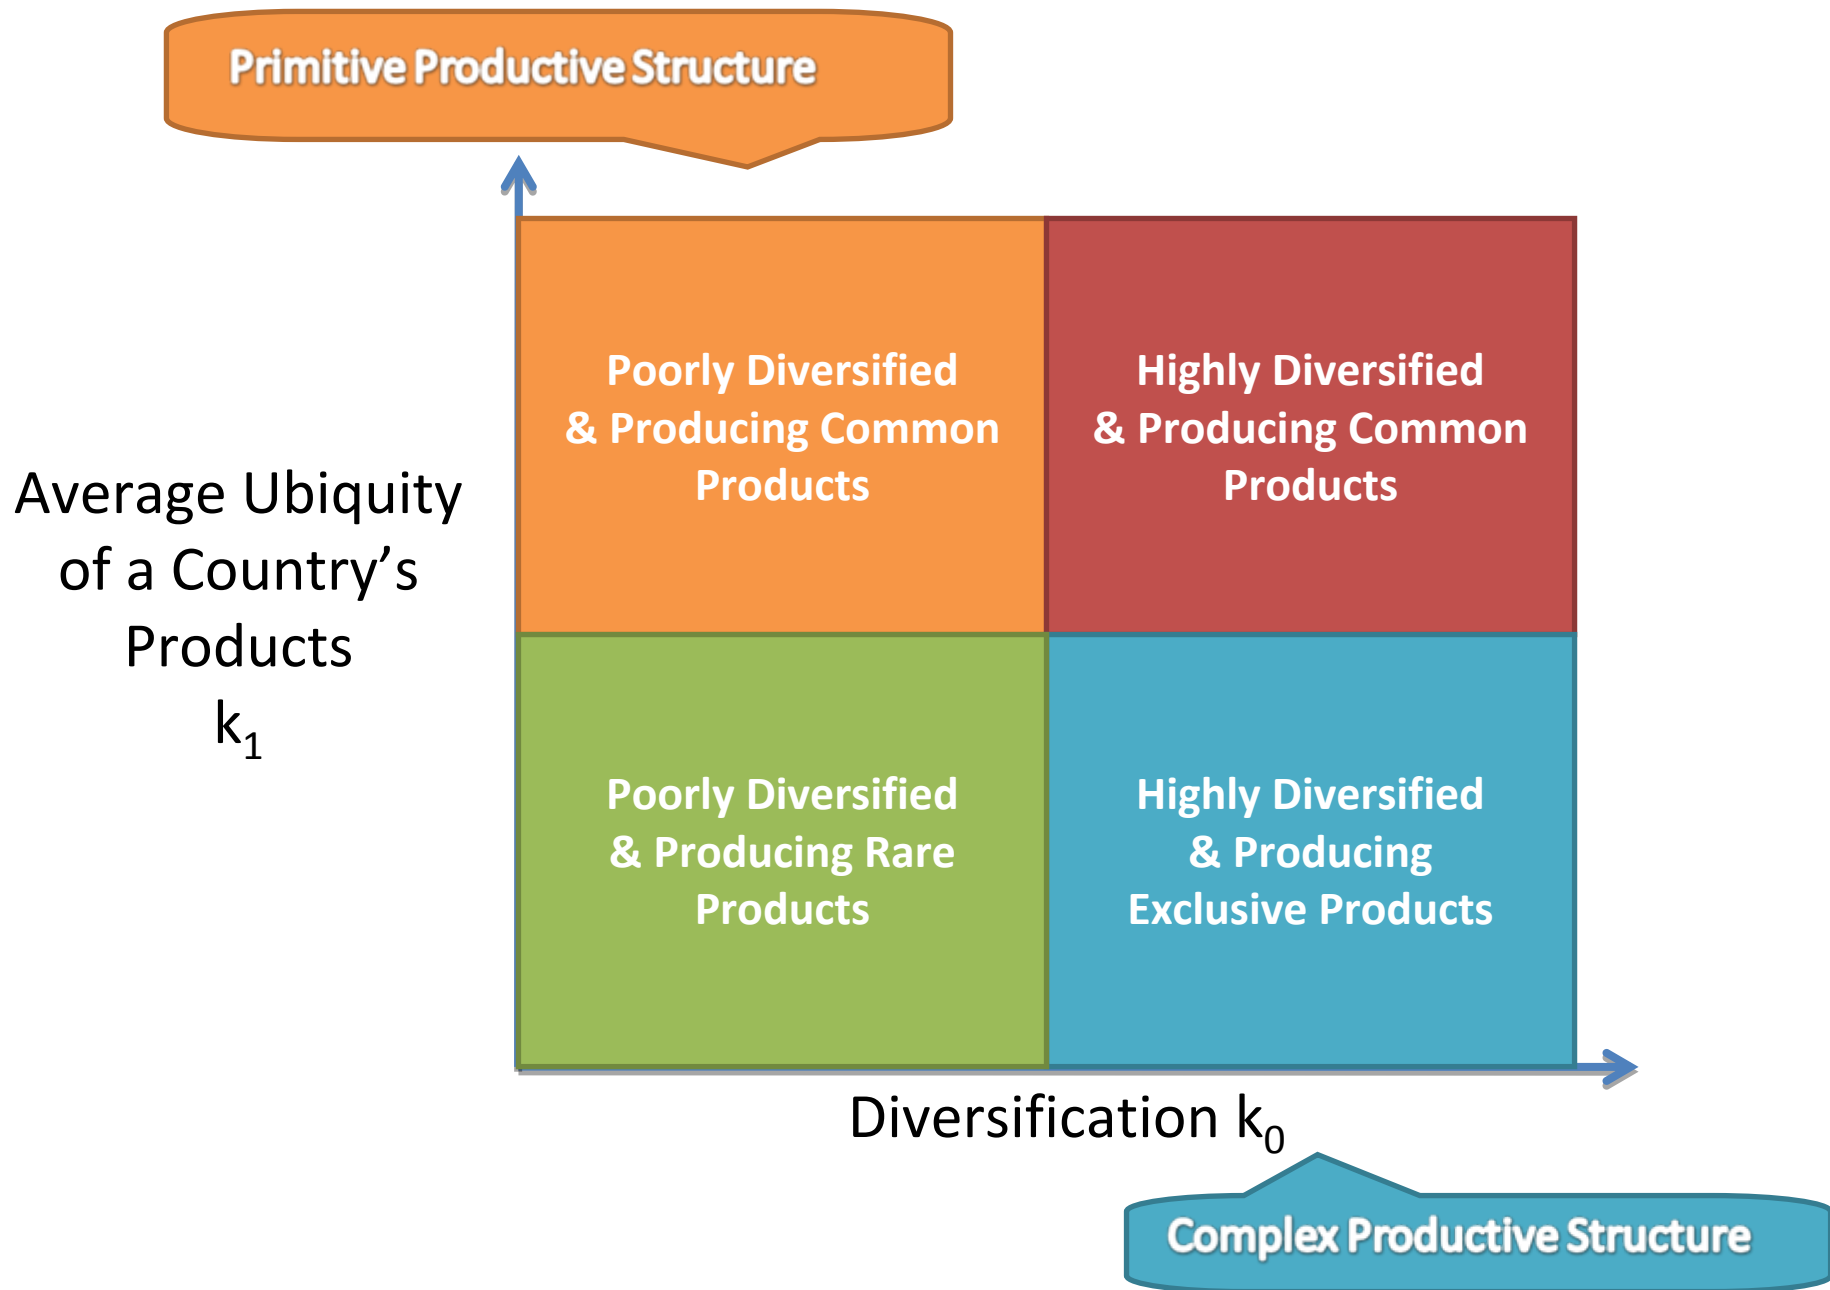 Primitive Productive Structure
Poorly Diversified
& Producing Common
Products
Highly Diversified
& Producing Common
Products
Average Ubiquity
of a Country’s
Products
k₁
Poorly Diversified
& Producing Rare
Products
Highly Diversified
& Producing
Exclusive Products
Diversification k₀
Complex Productive Structure